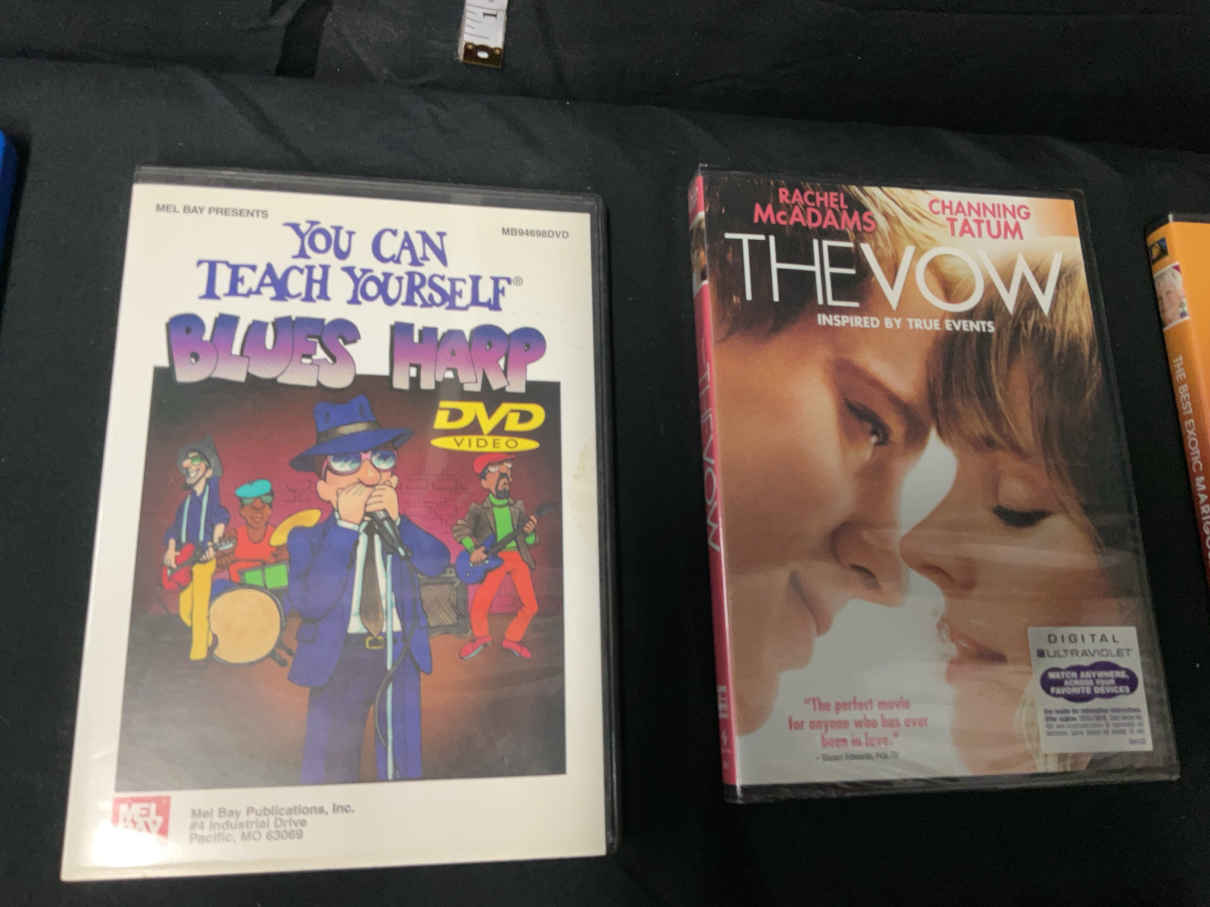 1
MEL BAY PRESENTS
MB94698DVD
YOU CAN
TEACH YOURSELF®
BLUES HARP
DVD
VIDEO
MEL
BAY
Mel Bay Publications, Inc.
#4 Industrial Drive
Pacific, MO 63069
THE VOW
RACHEL
McADAMS
CHANNING
TATUM
THE VOW
INSPIRED BY TRUE EVENTS
"The perfect movie
for anyone who has ever
been in love."
DIGITAL
ULTRAVIOLET
WATCH ANYWHERE,
ACROSS YOUR
FAVORITE DEVICES
THE BEST EXOTIC MARIGO